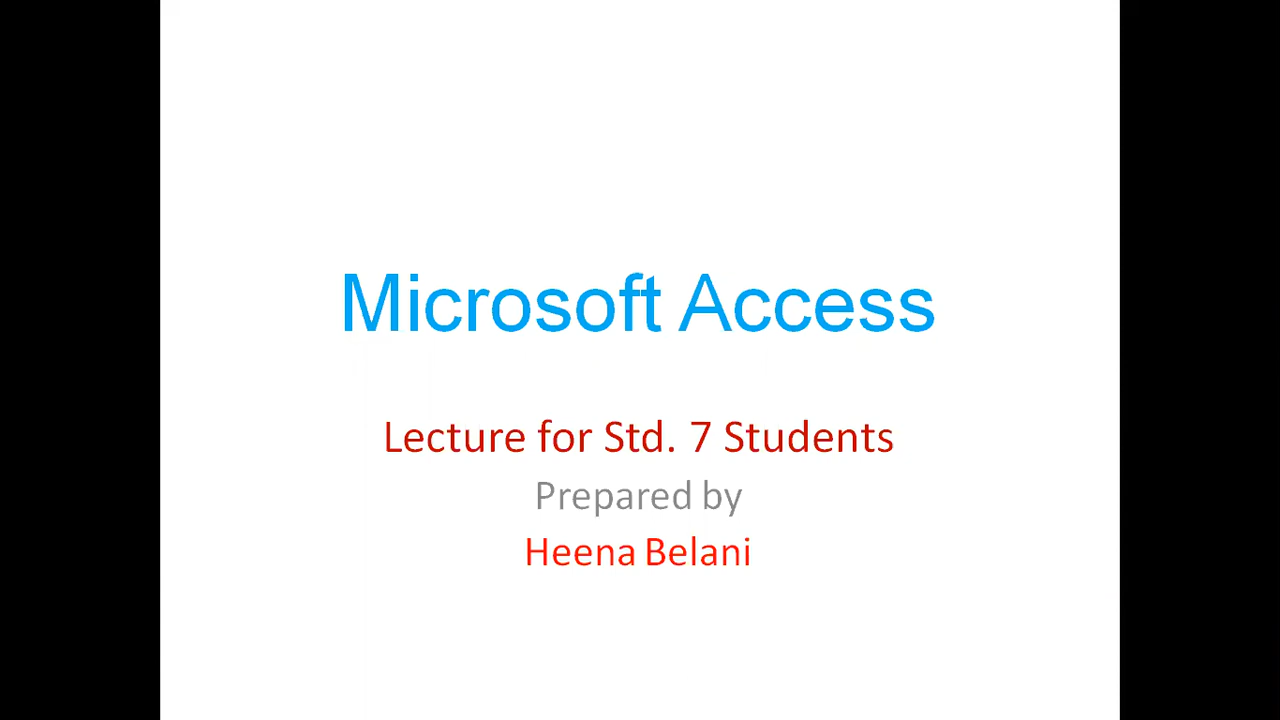 Microsoft Access
Lecture for Std. 7 Students
Prepared by
Heena Belani